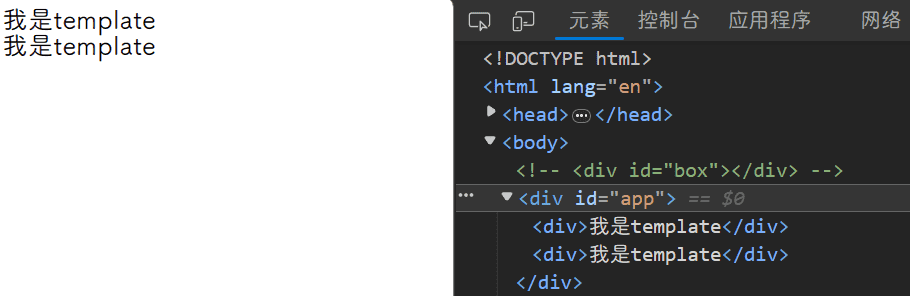 我是template
我是template
元素 控制台 应用程序 网络
<!DOCTYPE html>
<html lang="en">
<head>…</head>
<body>
<!-- <div id="box"></div> -->
<div id="app"> == $0
<div>我是template</div>
<div>我是template</div>
</div>